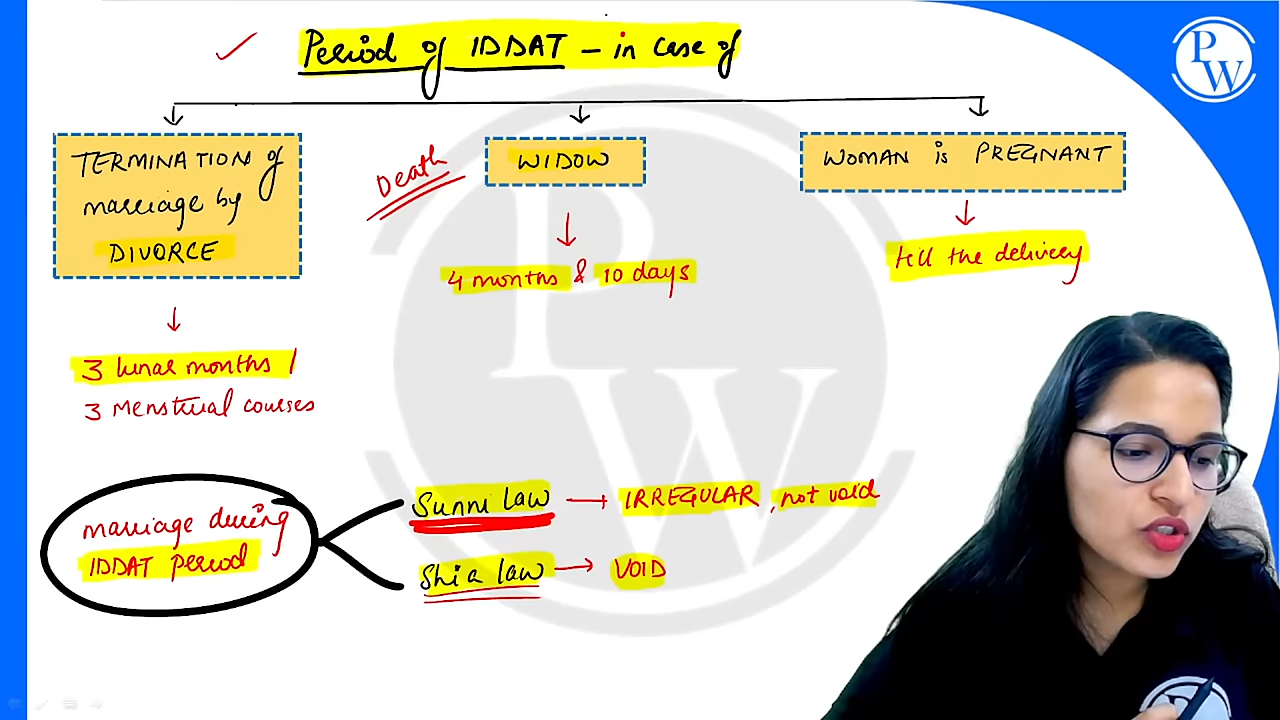 Period of IDDAT - in case of
PW
TERMINATION of
marriage by
DIVORCE
Death
WIDOW
WOMAN is PREGNANT
4 months & 10 days
till the delivery
3 lunar months /
3 Menstrual courses
PW
marriage during
IDDAT period
Sunni Law → IRREGULAR, not void
Shia law → VOID